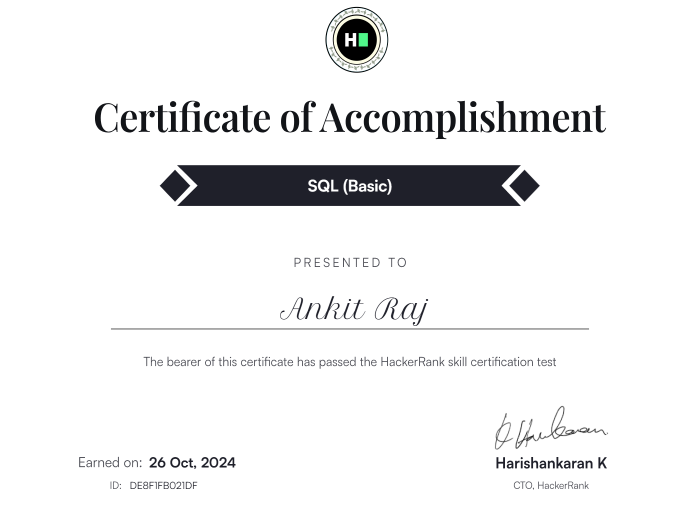 H
Certificate of Accomplishment
SQL (Basic)
PRESENTED TO
Ankit Raj
The bearer of this certificate has passed the HackerRank skill certification test
Earned on: 26 Oct, 2024
Harishankaran K
ID: DE8F1FB021DF
CTO, HackerRank